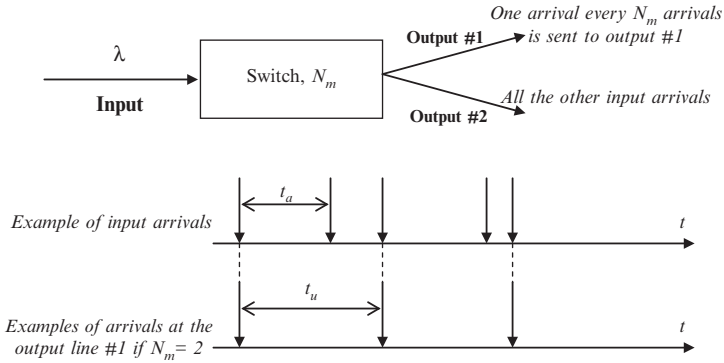 One arrival every N_m arrivals
is sent to output #1
Output #1
λ
Switch, N_m
Input
All the other input arrivals
Output #2
t_a
Example of input arrivals
t
t_u
Examples of arrivals at the
output line #1 if N_m= 2
t